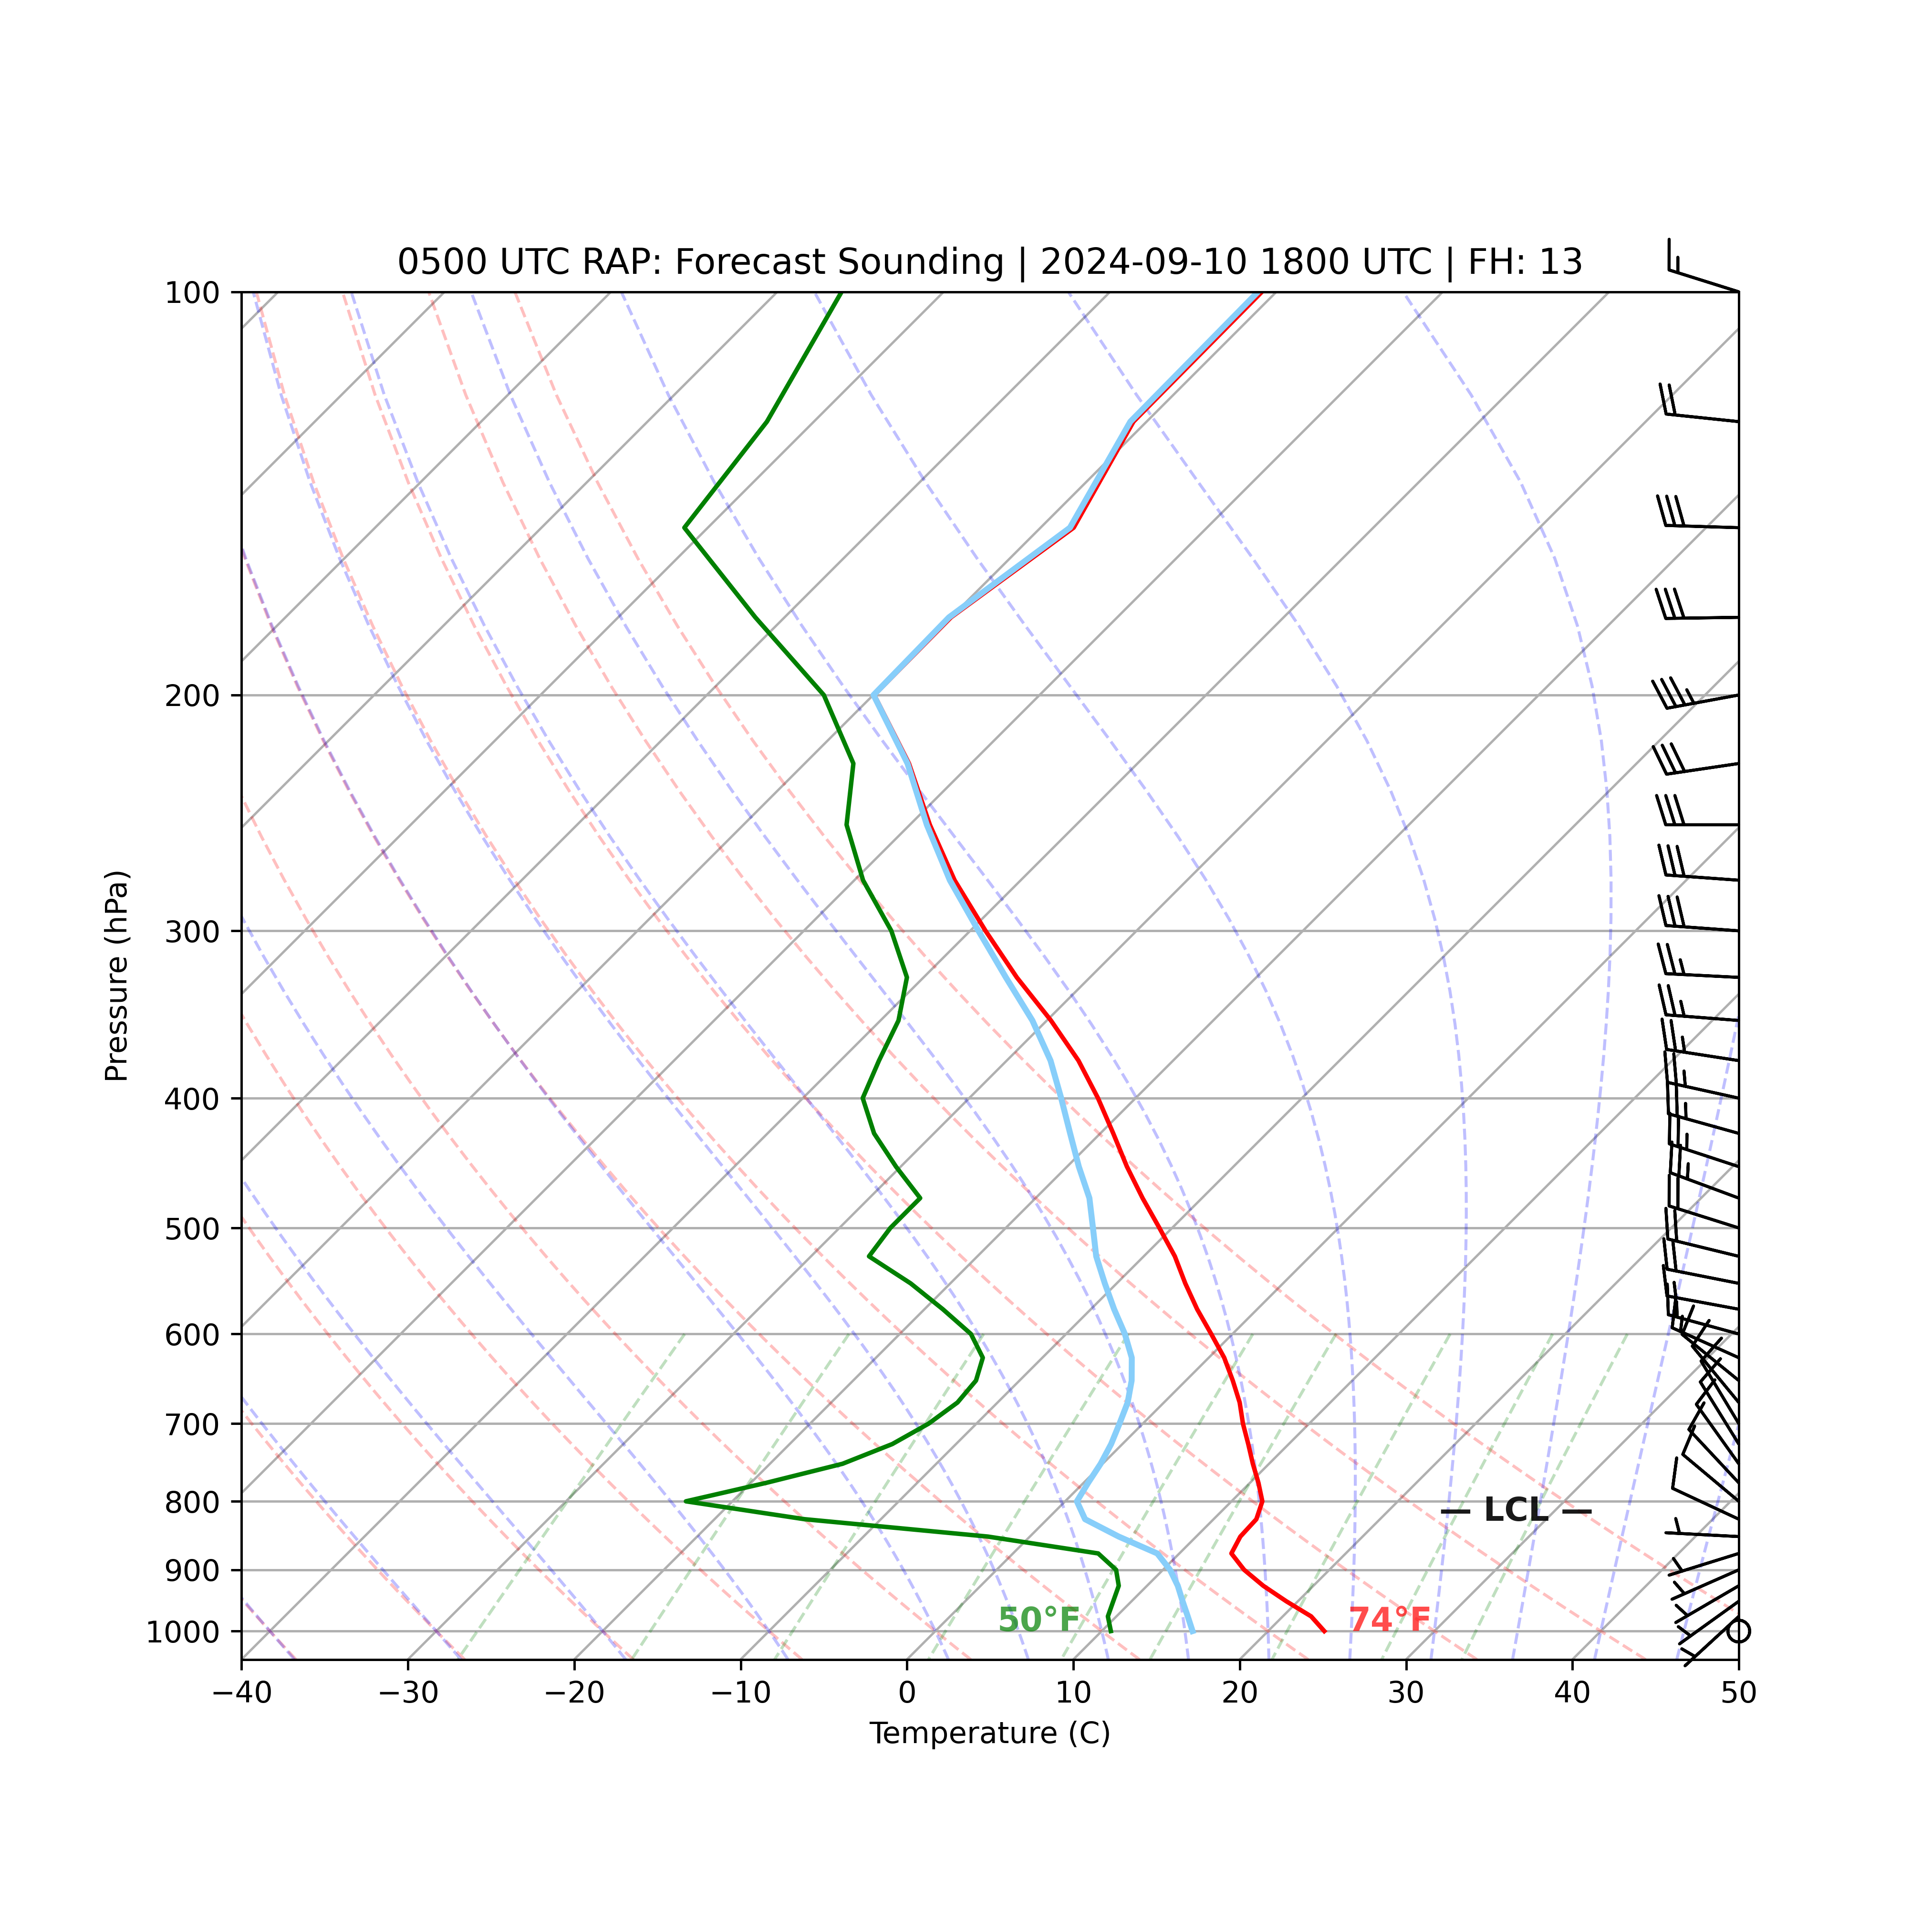 0500 UTC RAP: Forecast Sounding | 2024-09-10 1800 UTC | FH: 13
100
200
300
400
500
600
700
800
900
1000
Pressure (hPa)
— LCL —
50°F
74°F
−40 −30 −20 −10 0 10 20 30 40 50
Temperature (C)